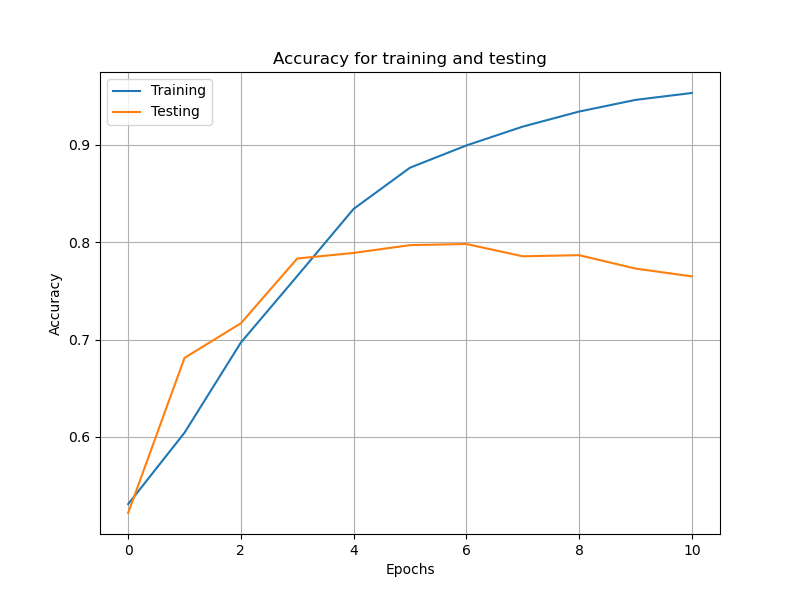 Accuracy for training and testing
Training
Testing
Accuracy
0.9
0.8
0.7
0.6
0 2 4 6 8 10
Epochs